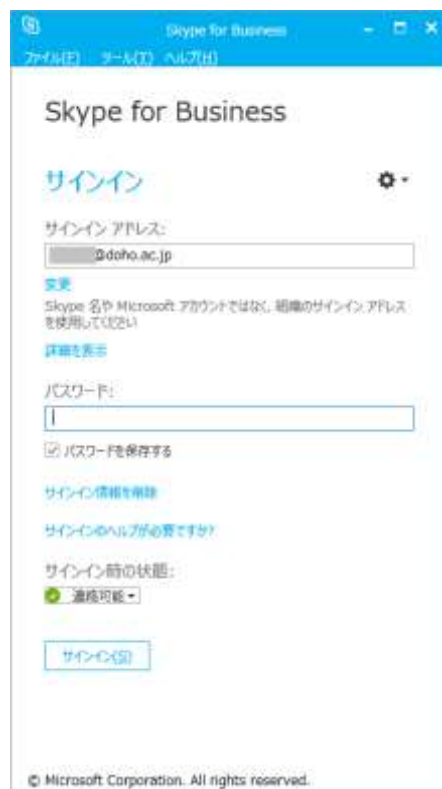 Skype for Business
ファイル(F) ツール(T) ヘルプ(H)
Skype for Business
サインイン
サインイン アドレス:
@doho.ac.jp
変更
Skype 名や Microsoft アカウントではなく、組織のサインイン アドレス
を使用してください
詳細を表示
パスワード:
パスワードを保存する
サインイン情報を削除
サインインのヘルプが必要ですか?
サインイン時の状態:
連絡可能
サインイン(S)
© Microsoft Corporation. All rights reserved.